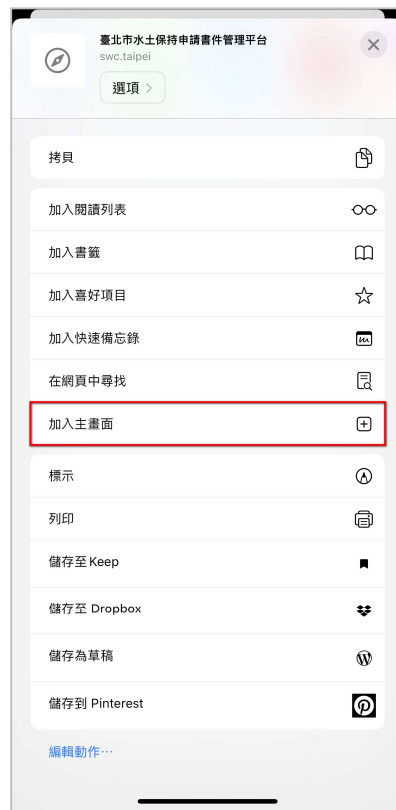 臺北市水土保持申請書件管理平台
swc.taipei
選項
拷貝
加入閱讀列表
加入書籤
加入喜好項目
加入快速備忘錄
在網頁中尋找
加入主畫面
標示
列印
儲存至 Keep
儲存至 Dropbox
儲存為草稿
儲存到 Pinterest
編輯動作⋯